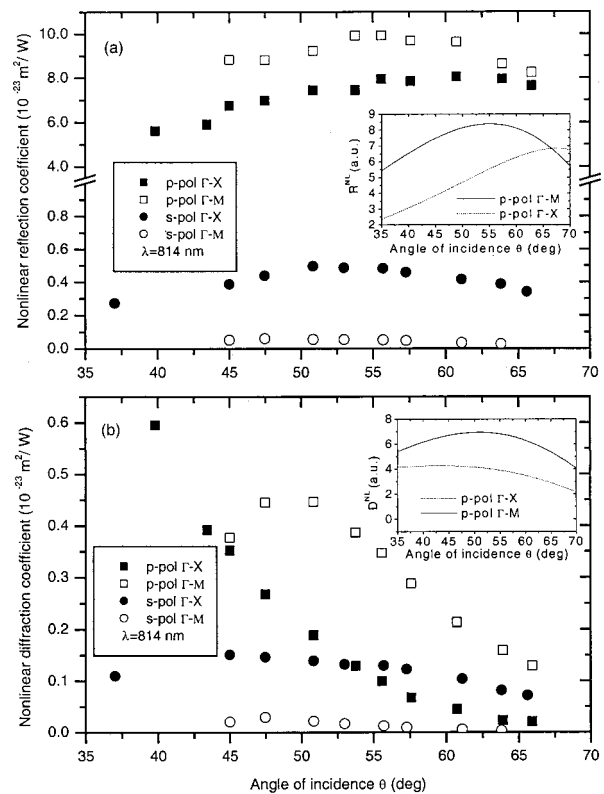 (a)
Nonlinear reflection coefficient (10⁻²³ m²/ W)
10.0
8.0
6.0
4.0
0.8
0.6
0.4
0.2
0.0
p-pol Γ-X
p-pol Γ-M
s-pol Γ-X
s-pol Γ-M
λ=814 nm
R^NL (a.u.)
9
8
7
6
5
4
3
2
p-pol Γ-M
p-pol Γ-X
35 40 45 50 55 60 65 70
Angle of incidence θ (deg)
35 40 45 50 55 60 65 70
(b)
Nonlinear diffraction coefficient (10⁻²³ m²/ W)
0.6
0.5
0.4
0.3
0.2
0.1
0.0
p-pol Γ-X
p-pol Γ-M
s-pol Γ-X
s-pol Γ-M
λ=814 nm
D^NL (a.u.)
8
6
4
2
0
p-pol Γ-X
p-pol Γ-M
35 40 45 50 55 60 65 70
Angle of incidence θ (deg)
35 40 45 50 55 60 65 70
Angle of incidence θ (deg)